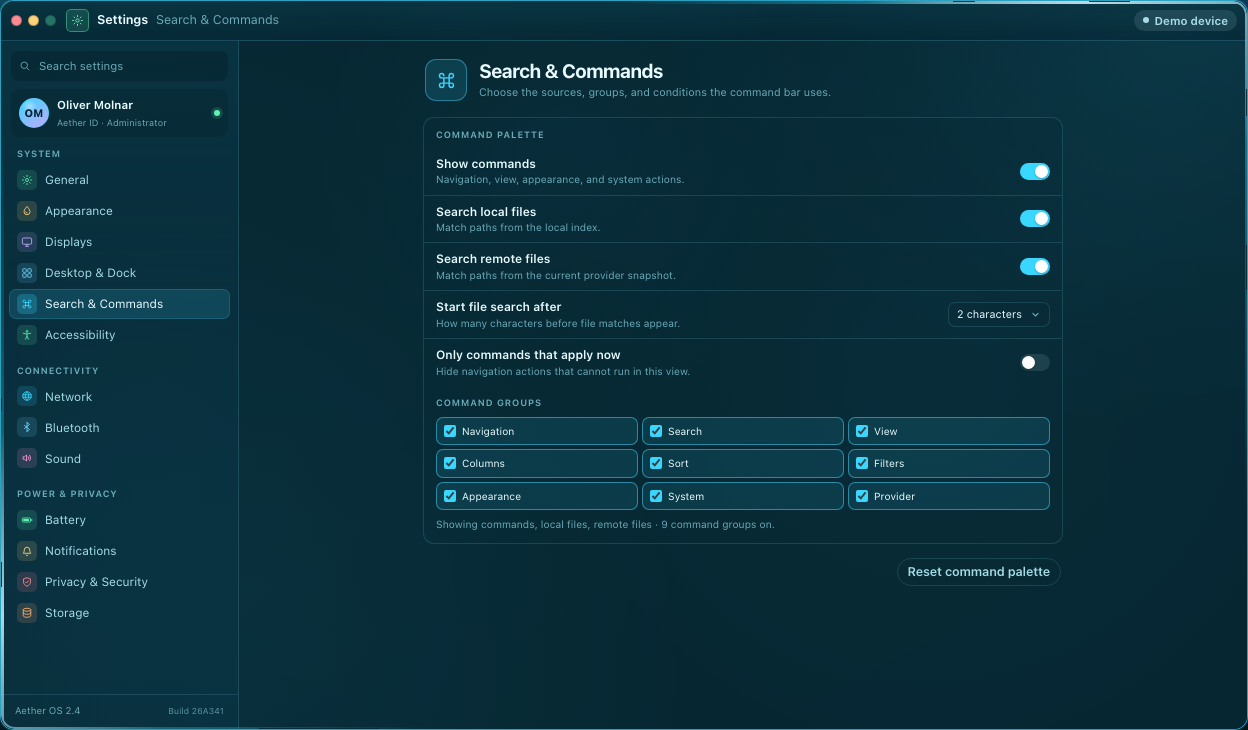 Settings Search & Commands
Demo device
Search settings
OM
Oliver Molnar
Aether ID · Administrator
SYSTEM
General
Appearance
Displays
Desktop & Dock
Search & Commands
Accessibility
CONNECTIVITY
Network
Bluetooth
Sound
POWER & PRIVACY
Battery
Notifications
Privacy & Security
Storage
Aether OS 2.4
Build 26A341
Search & Commands
Choose the sources, groups, and conditions the command bar uses.
COMMAND PALETTE
Show commands
Navigation, view, appearance, and system actions.
Search local files
Match paths from the local index.
Search remote files
Match paths from the current provider snapshot.
Start file search after
How many characters before file matches appear.
2 characters
Only commands that apply now
Hide navigation actions that cannot run in this view.
COMMAND GROUPS
Navigation
Search
View
Columns
Sort
Filters
Appearance
System
Provider
Showing commands, local files, remote files · 9 command groups on.
Reset command palette